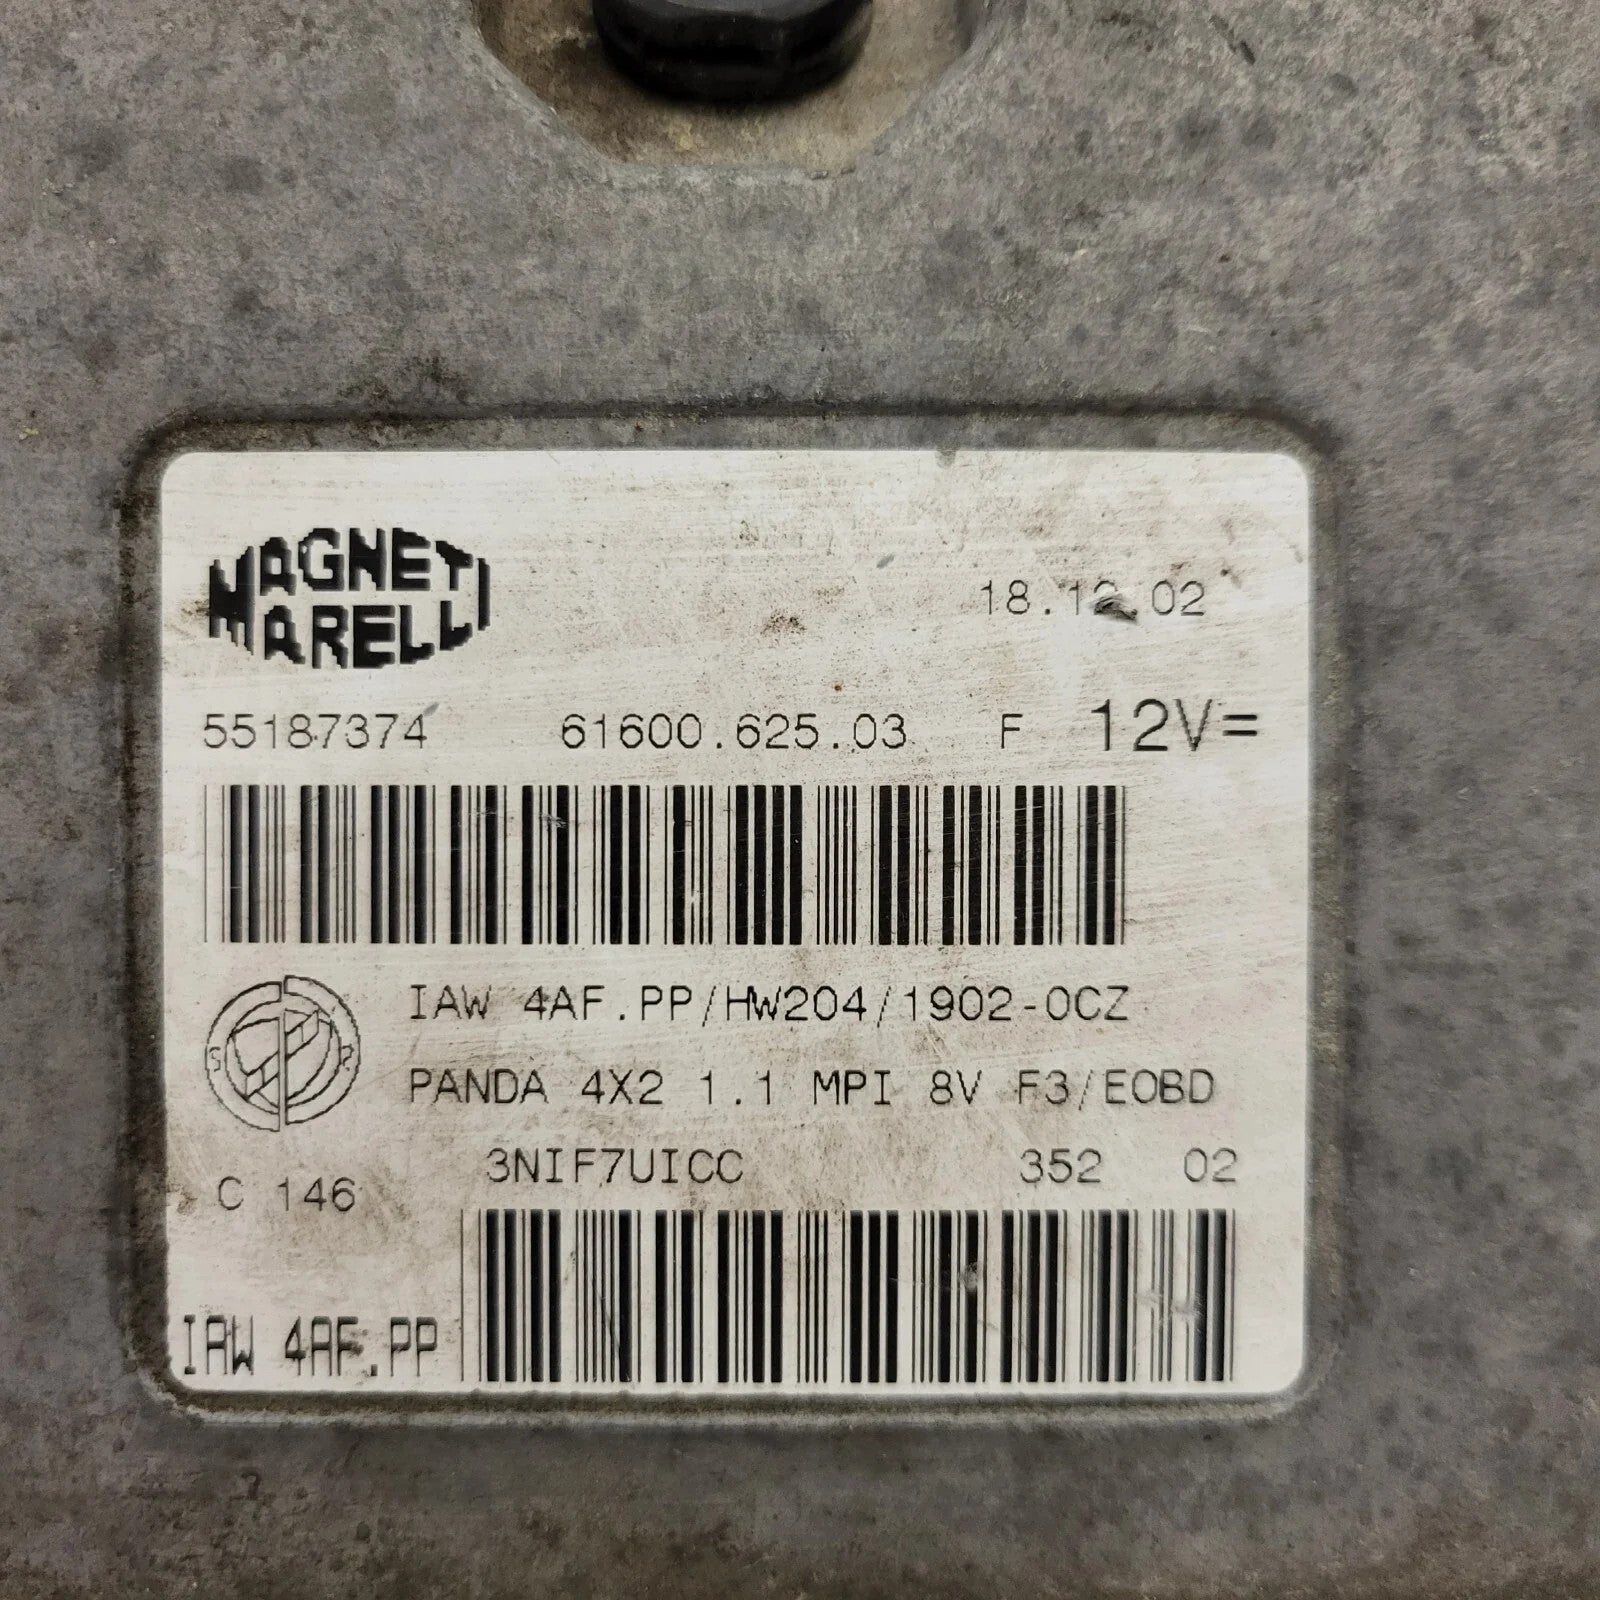 MAGNETI
MARELLI
18.12.02
55187374 61600.625.03 F 12V=
IAW 4AF.PP/HW204/1902-0CZ
PANDA 4X2 1.1 MPI 8V F3/EOBD
3NIF7UICC 352 02
C 146
IAW 4AF.PP